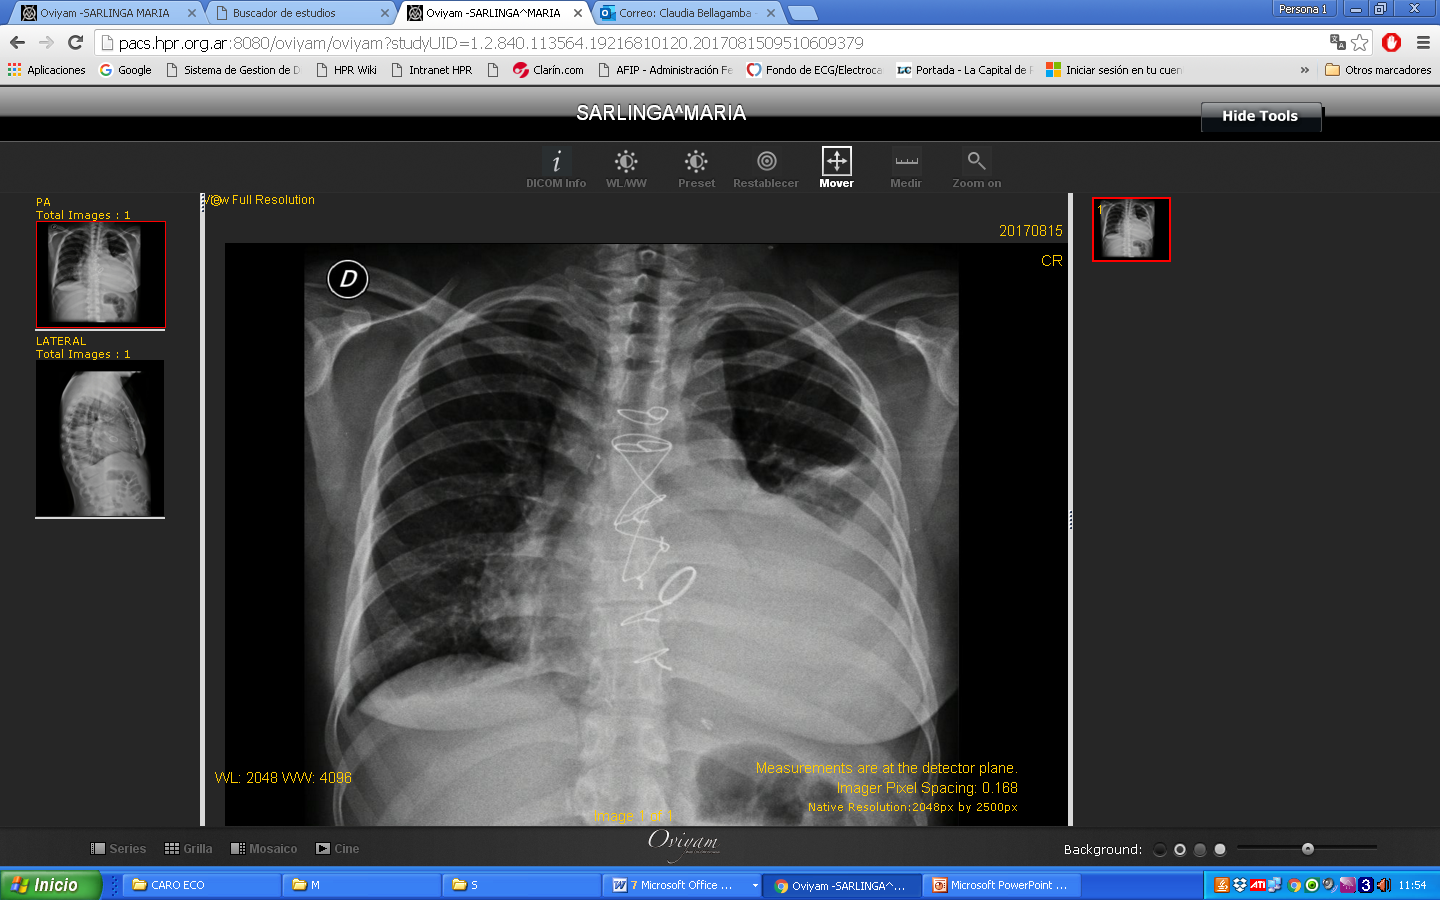 Oviyam -SARLINGA MARIA
Buscador de estudios
Oviyam -SARLINGA^MARIA
Correo: Claudia Bellagamba
Persona 1
pacs.hpr.org.ar:8080/oviyam/oviyam?studyUID=1.2.840.113564.19216810120.2017081509510609379
Aplicaciones
Google
Sistema de Gestion de D
HPR Wiki
Intranet HPR
Clarín.com
AFIP - Administración Fe
Fondo de ECG/Electroca
LC Portada - La Capital de R
Iniciar sesión en tu cuen
»
Otros marcadores
SARLINGA^MARIA
Hide Tools
DICOM Info
WL/WW
Preset
Restablecer
Mover
Medir
Zoom on
PA
Total Images : 1
LATERAL
Total Images : 1
View Full Resolution
20170815
CR
D
1
WL: 2048 WW: 4096
Measurements are at the detector plane.
Imager Pixel Spacing: 0.168
Native Resolution:2048px by 2500px
Image 1 of 1
Series
Grilla
Mosaico
Cine
Oviyam
Background:
Inicio
CARO ECO
M
S
7 Microsoft Office ...
Oviyam -SARLINGA^...
Microsoft PowerPoint ...
ATI
3
11:54